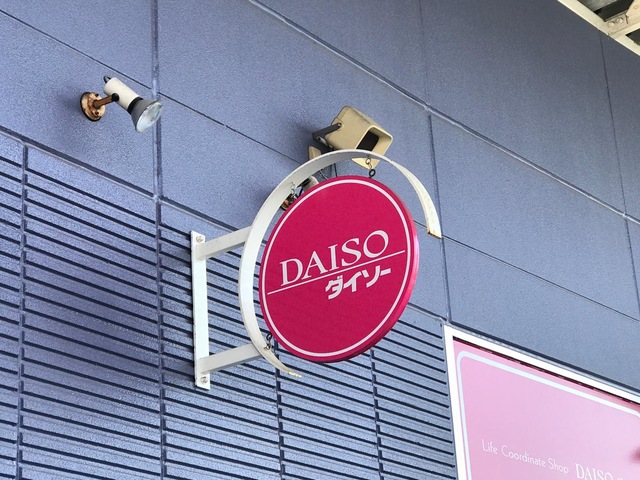 DAISO
ダイソー
Life Coordinate Shop DAISO